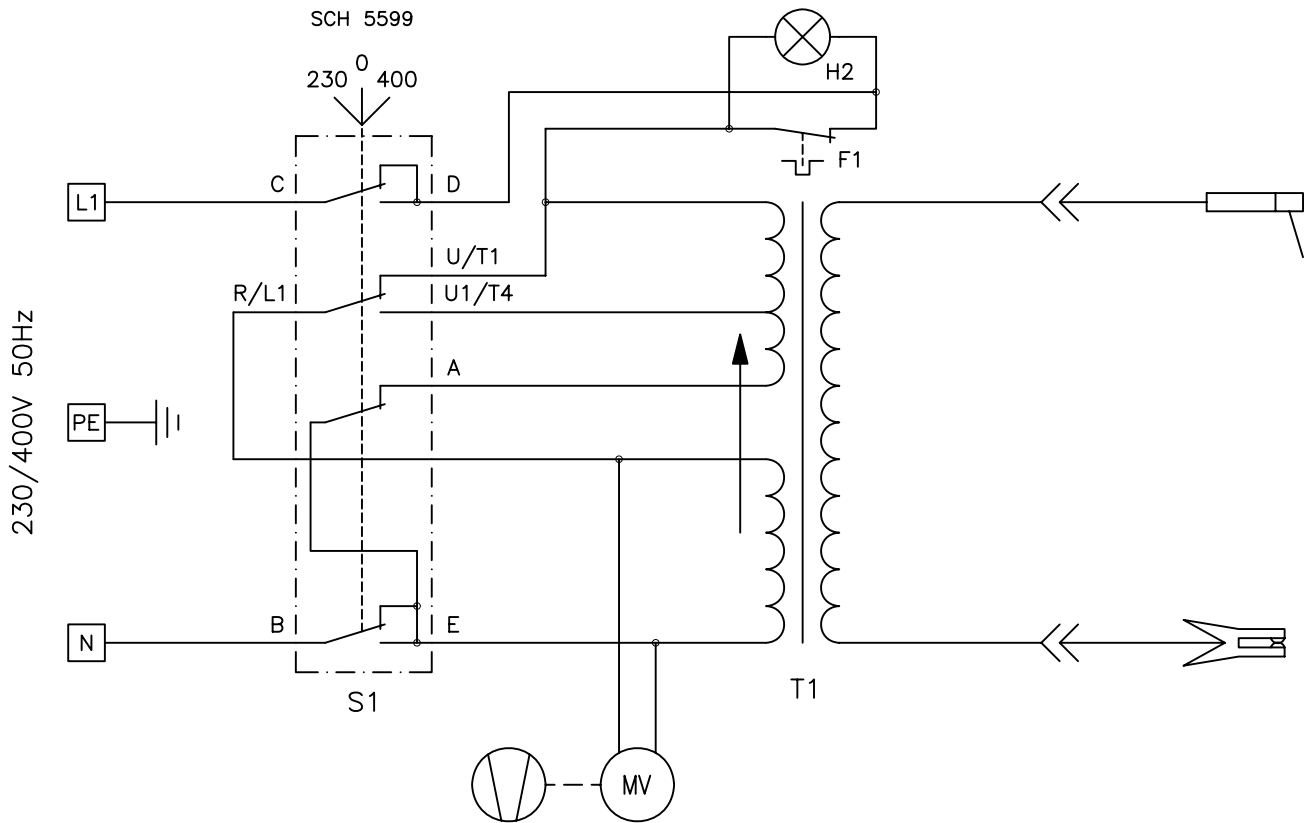 SCH 5599
0
230 400
H2
F1
C D
L1
U/T1
R/L1 U1/T4
A
PE
230/400V 50Hz
N
B E
S1
T1
MV